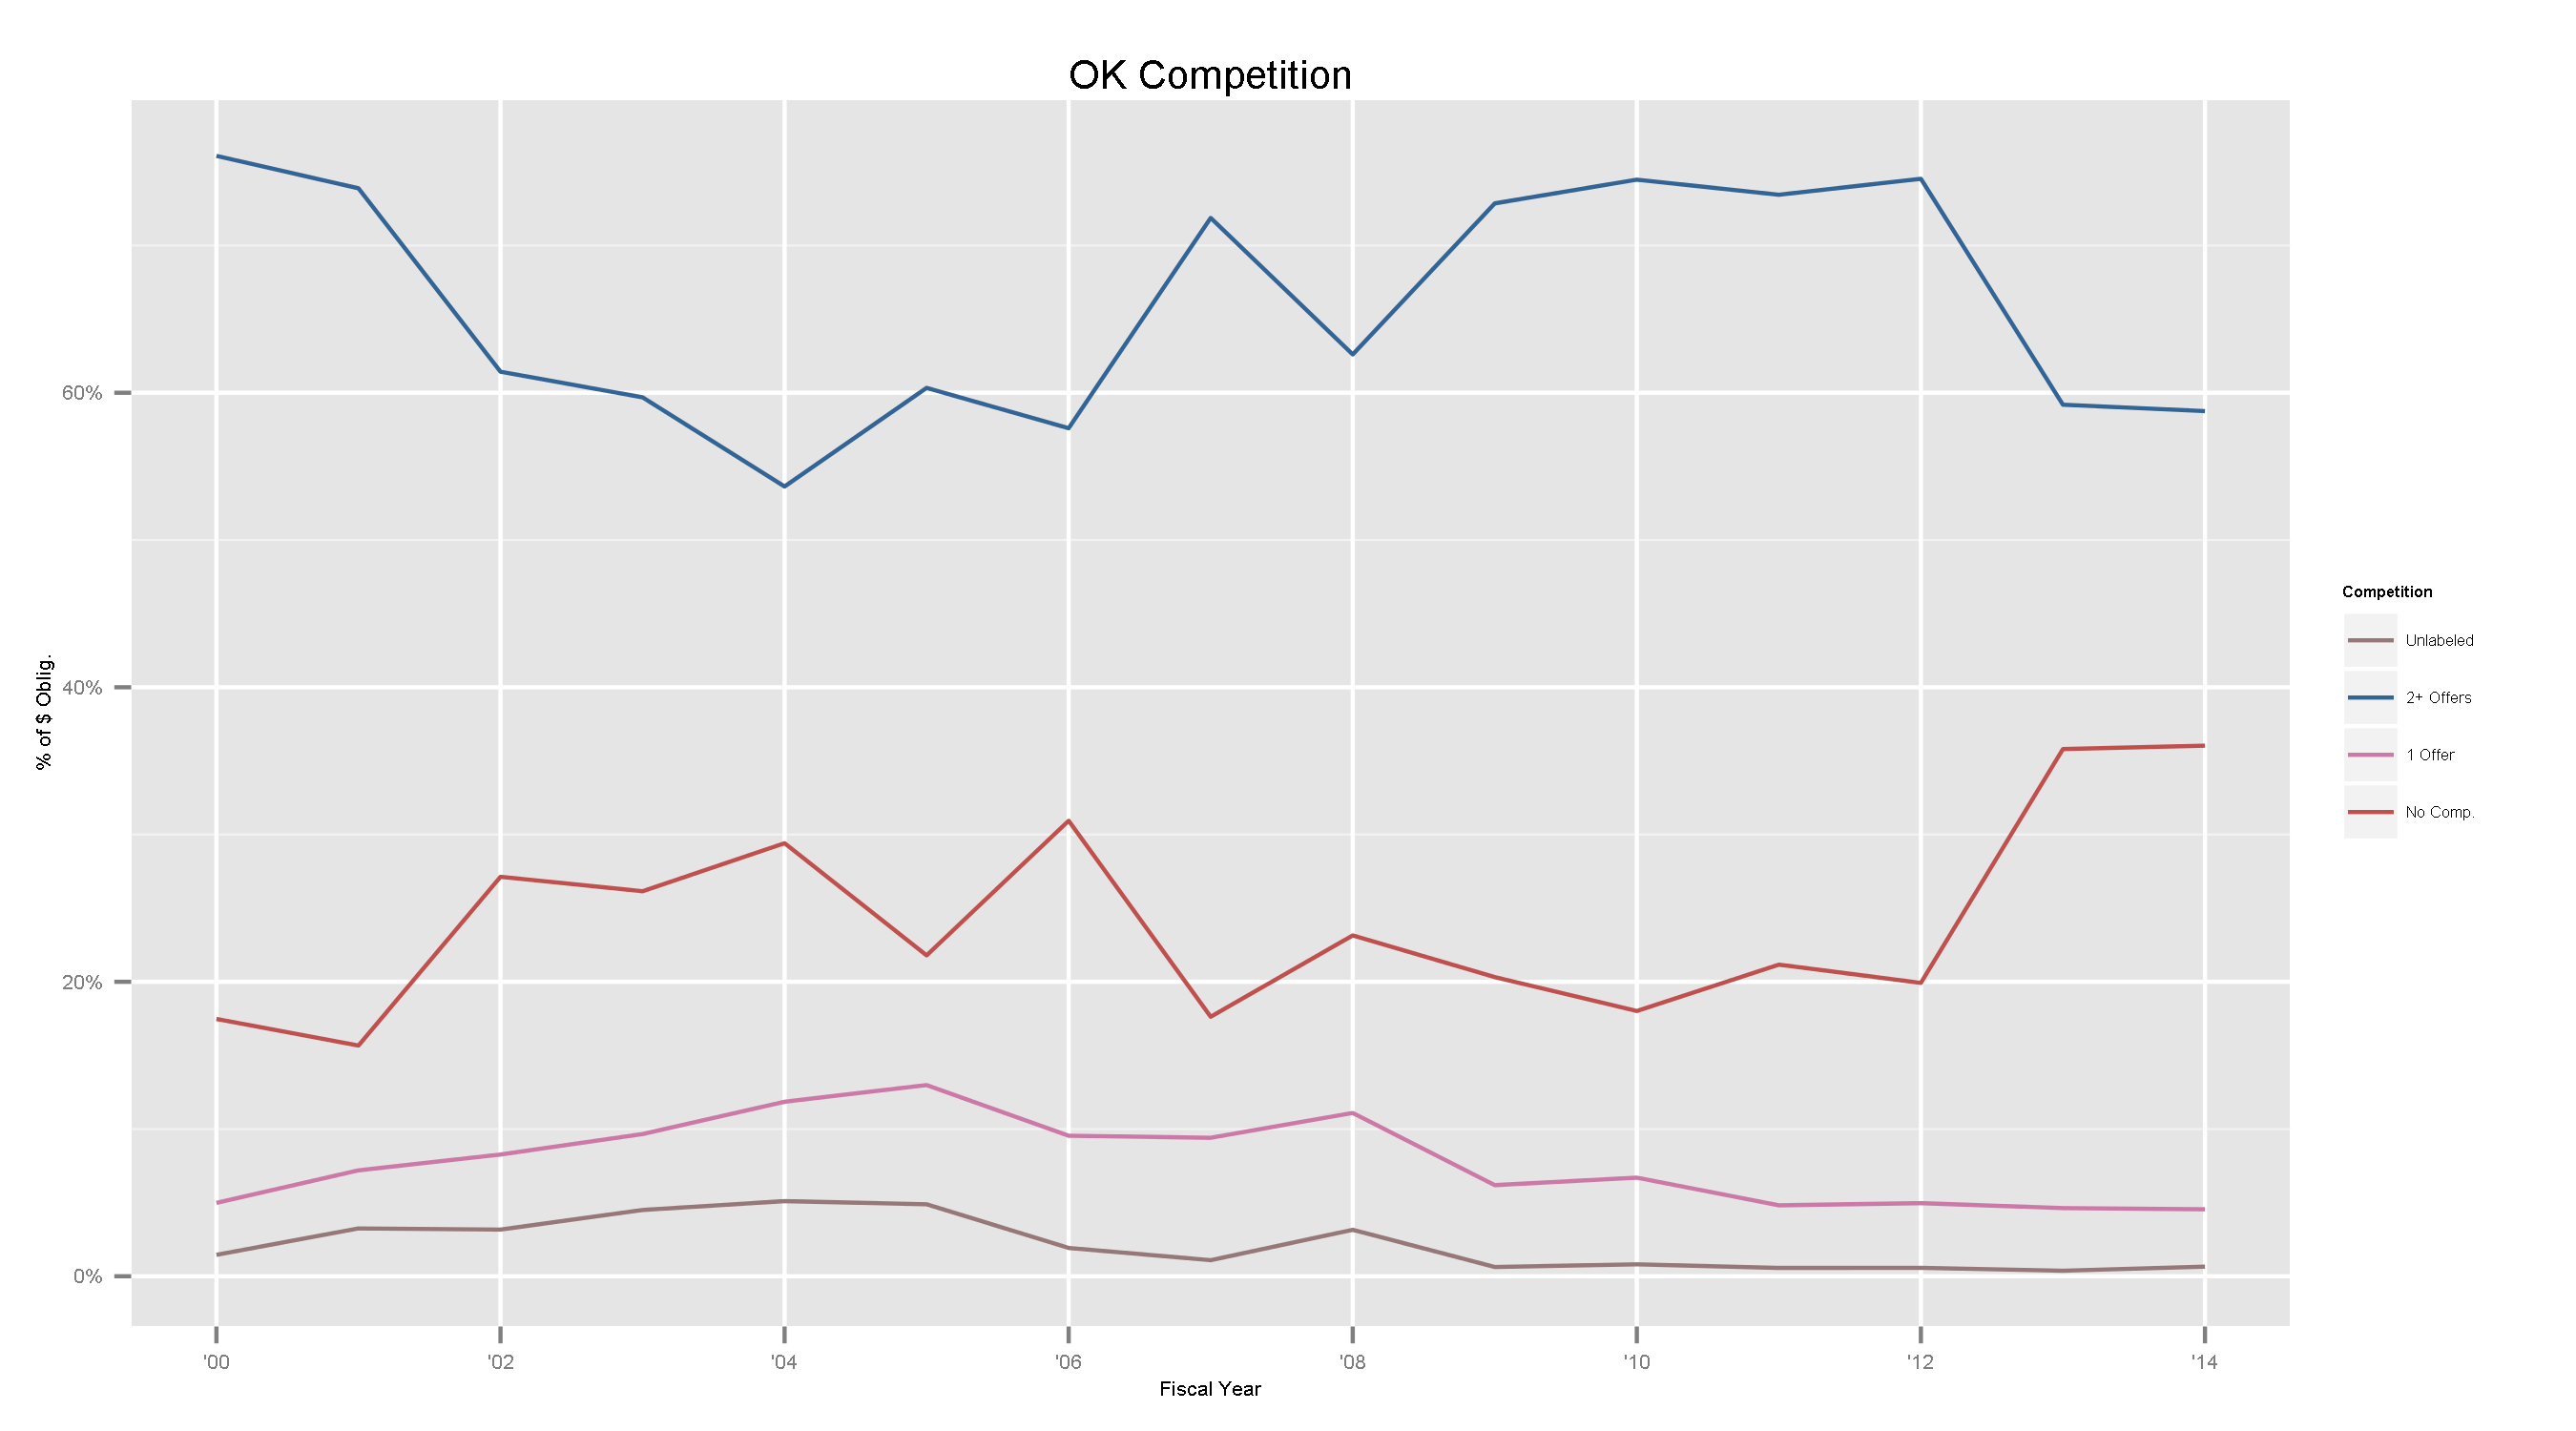 OK Competition
% of $ Oblig.
60%
40%
20%
0%
'00
'02
'04
'06
'08
'10
'12
'14
Fiscal Year
Competition
Unlabeled
2+ Offers
1 Offer
No Comp.